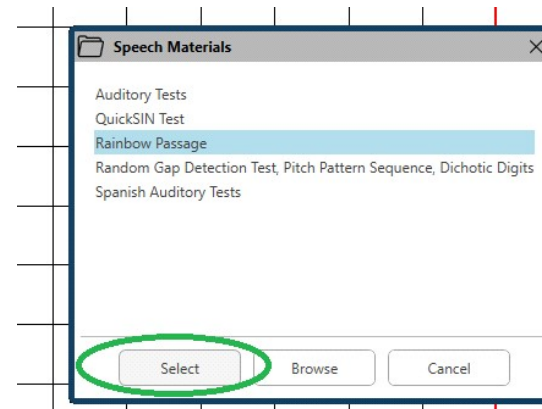 Speech Materials
Auditory Tests
QuickSIN Test
Rainbow Passage
Random Gap Detection Test, Pitch Pattern Sequence, Dichotic Digits
Spanish Auditory Tests
Select Browse Cancel